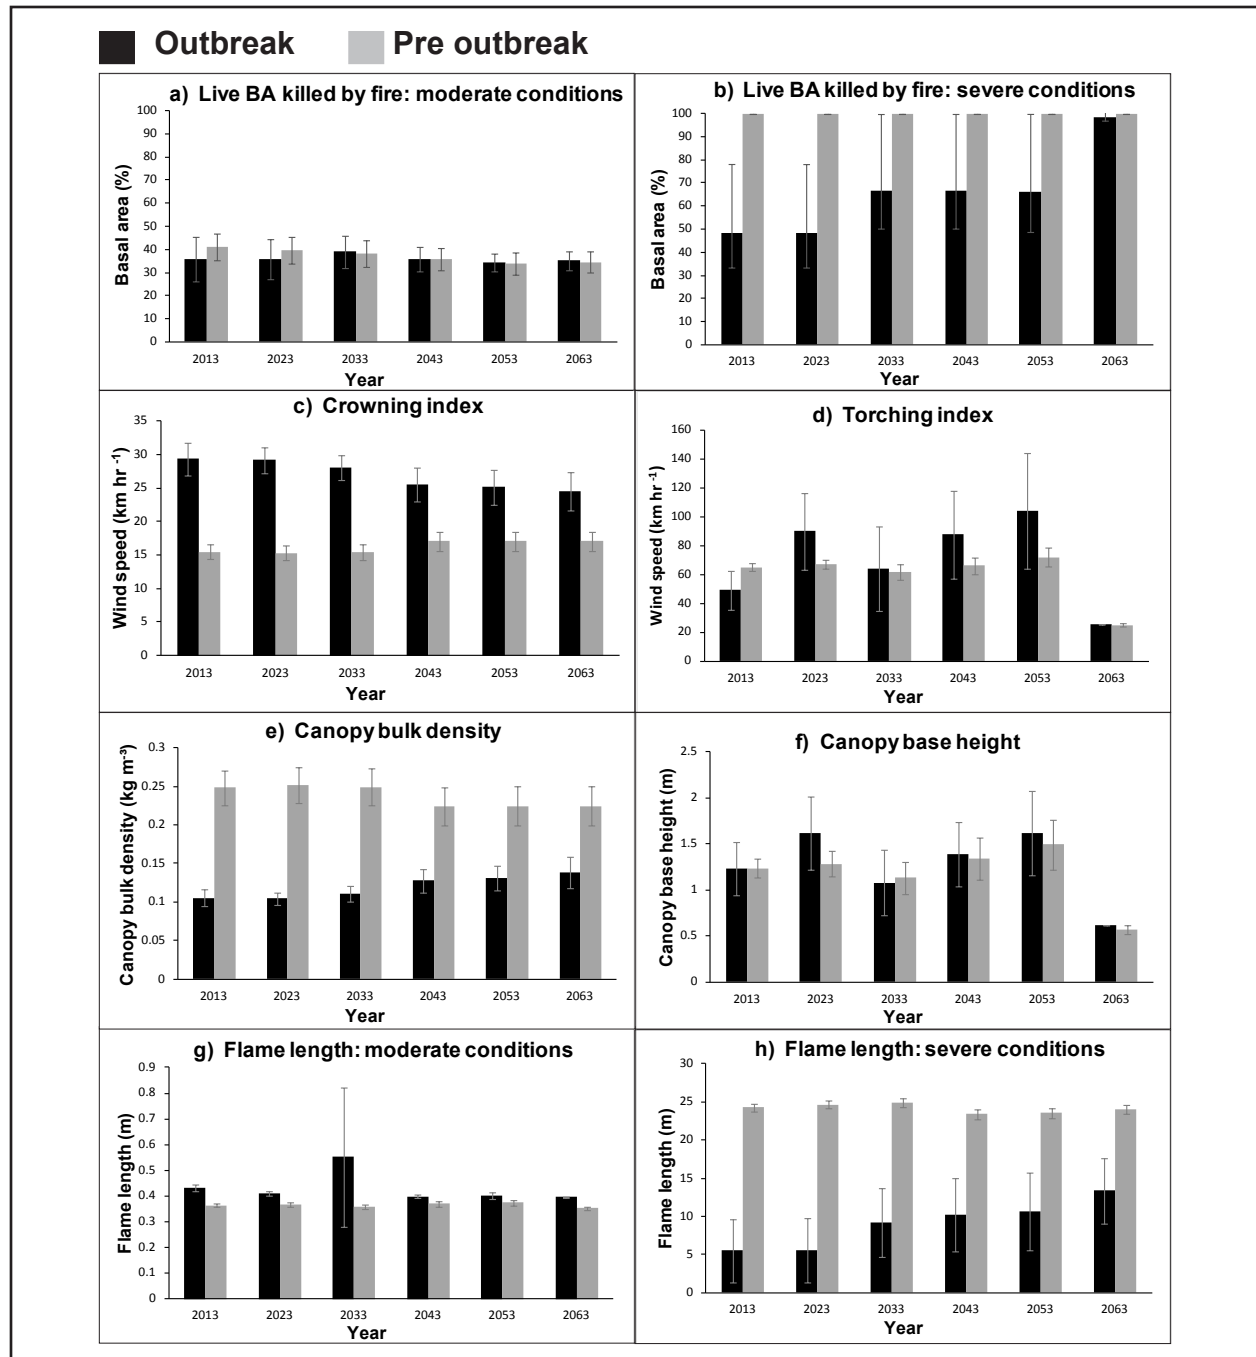 Outbreak Pre outbreak
a) Live BA killed by fire: moderate conditions
100
90
80
70
60
50
40
30
20
10
0
Basal area (%)
2013 2023 2033 2043 2053 2063
Year
b) Live BA killed by fire: severe conditions
100
90
80
70
60
50
40
30
20
10
0
Basal area (%)
2013 2023 2033 2043 2053 2063
Year
c) Crowning index
35
30
25
20
15
10
5
0
Wind speed (km hr⁻¹)
2013 2023 2033 2043 2053 2063
Year
d) Torching index
160
140
120
100
80
60
40
20
0
Wind speed (km hr⁻¹)
2013 2023 2033 2043 2053 2063
Year
e) Canopy bulk density
0.3
0.25
0.2
0.15
0.1
0.05
0
Canopy bulk density (kg m⁻³)
2013 2023 2033 2043 2053 2063
Year
f) Canopy base height
2.5
2
1.5
1
0.5
0
Canopy base height (m)
2013 2023 2033 2043 2053 2063
Year
g) Flame length: moderate conditions
0.9
0.8
0.7
0.6
0.5
0.4
0.3
0.2
0.1
0
Flame length (m)
2013 2023 2033 2043 2053 2063
Year
h) Flame length: severe conditions
30
25
20
15
10
5
0
Flame length (m)
2013 2023 2033 2043 2053 2063
Year